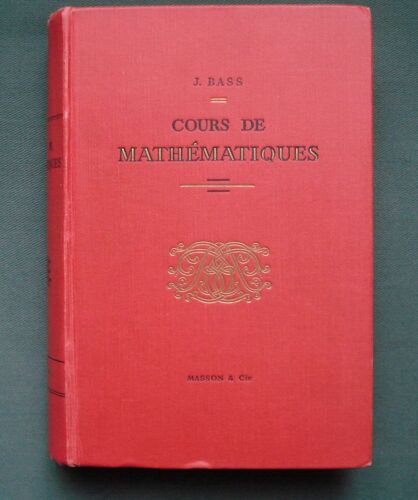 J. BASS
COURS DE
MATHÉMATIQUES
MASSON & Cie